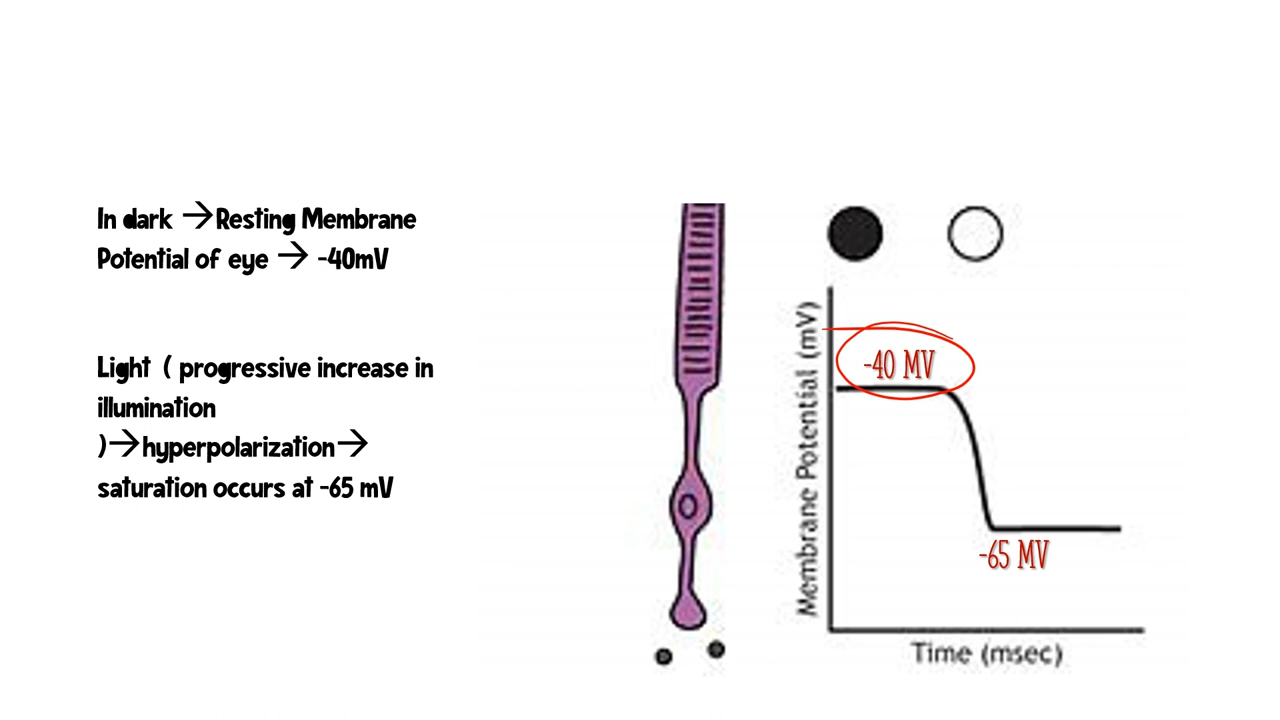 In dark →Resting Membrane
Potential of eye → -40mV
Light ( progressive increase in
illumination
)→hyperpolarization→
saturation occurs at -65 mV
Membrane Potential (mV)
-40 MV
-65 MV
Time (msec)